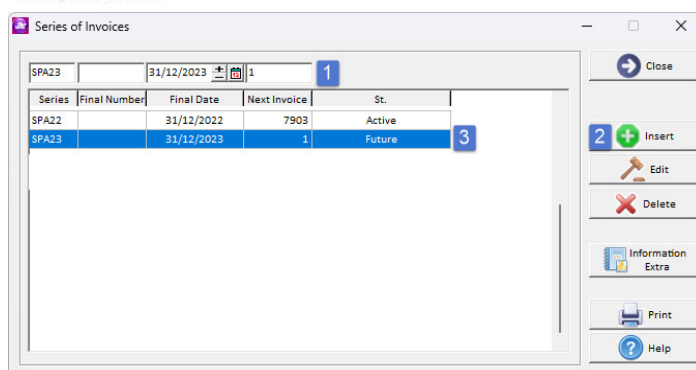 Series of Invoices
SPA23 31/12/2023 1 1
Close
Series Final Number Final Date Next Invoice St.
SPA22 31/12/2022 7903 Active
2 Insert
SPA23 31/12/2023 1 Future 3
Edit
Delete
Information
Extra
Print
Help